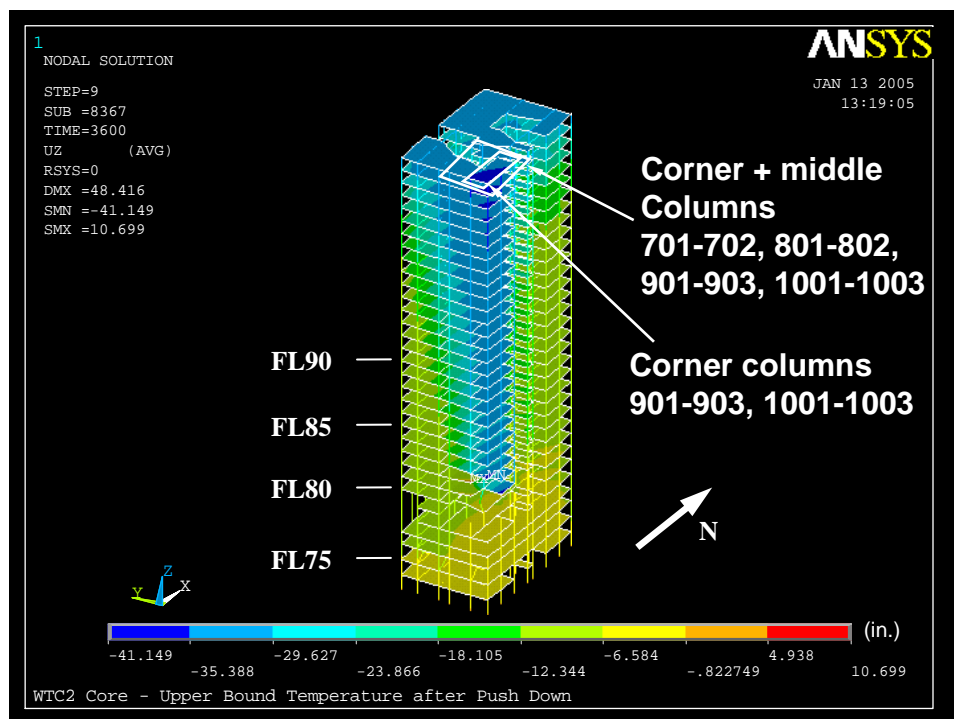 1
NODAL SOLUTION
STEP=9
SUB =8367
TIME=3600
UZ (AVG)
RSYS=0
DMX =48.416
SMN =-41.149
SMX =10.699
ANSYS
JAN 13 2005
13:19:05
Corner + middle
Columns
701-702, 801-802,
901-903, 1001-1003
Corner columns
901-903, 1001-1003
FL90
FL85
FL80
FL75
MX
MN
N
Z
Y
X
(in.)
-41.149 -29.627 -18.105 -6.584 4.938
-35.388 -23.866 -12.344 -.822749 10.699
WTC2 Core - Upper Bound Temperature after Push Down